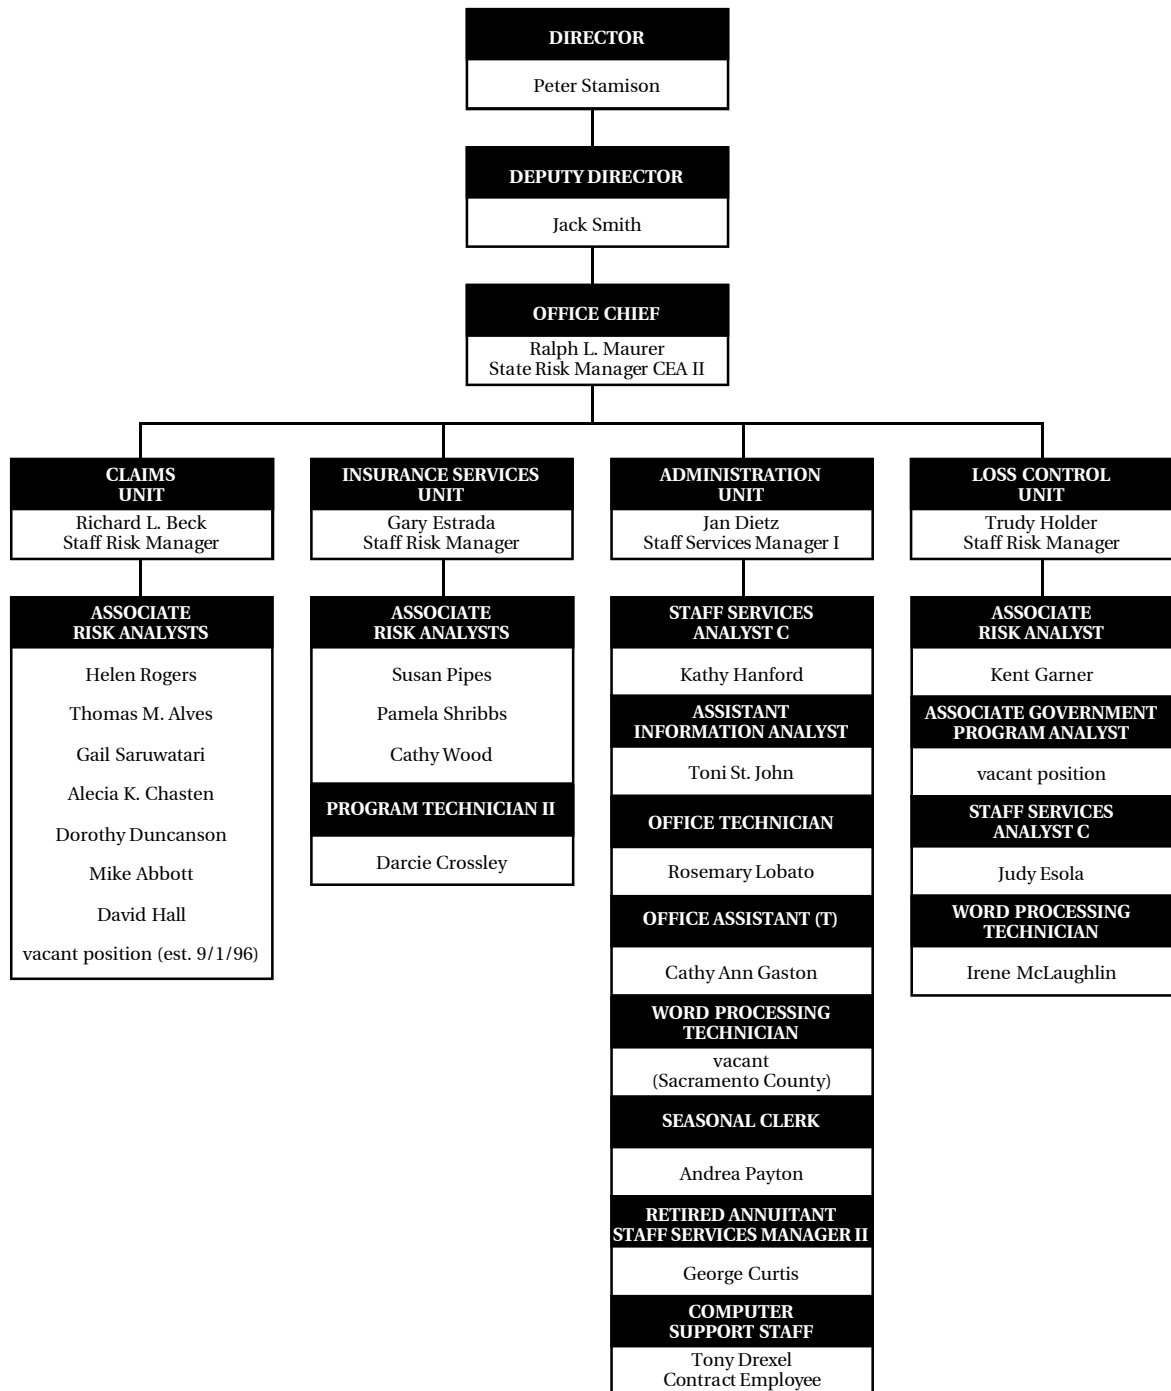 DIRECTOR
Peter Stamison
DEPUTY DIRECTOR
Jack Smith
OFFICE CHIEF
Ralph L. Maurer
State Risk Manager CEA II
CLAIMS
UNIT
Richard L. Beck
Staff Risk Manager
ASSOCIATE
RISK ANALYSTS
Helen Rogers
Thomas M. Alves
Gail Saruwatari
Alecia K. Chasten
Dorothy Duncanson
Mike Abbott
David Hall
vacant position (est. 9/1/96)
INSURANCE SERVICES
UNIT
Gary Estrada
Staff Risk Manager
ASSOCIATE
RISK ANALYSTS
Susan Pipes
Pamela Shribbs
Cathy Wood
PROGRAM TECHNICIAN II
Darcie Crossley
ADMINISTRATION
UNIT
Jan Dietz
Staff Services Manager I
STAFF SERVICES
ANALYST C
Kathy Hanford
ASSISTANT
INFORMATION ANALYST
Toni St. John
OFFICE TECHNICIAN
Rosemary Lobato
OFFICE ASSISTANT (T)
Cathy Ann Gaston
WORD PROCESSING
TECHNICIAN
vacant
(Sacramento County)
SEASONAL CLERK
Andrea Payton
RETIRED ANNUITANT
STAFF SERVICES MANAGER II
George Curtis
COMPUTER
SUPPORT STAFF
Tony Drexel
Contract Employee
LOSS CONTROL
UNIT
Trudy Holder
Staff Risk Manager
ASSOCIATE
RISK ANALYST
Kent Garner
ASSOCIATE GOVERNMENT
PROGRAM ANALYST
vacant position
STAFF SERVICES
ANALYST C
Judy Esola
WORD PROCESSING
TECHNICIAN
Irene McLaughlin